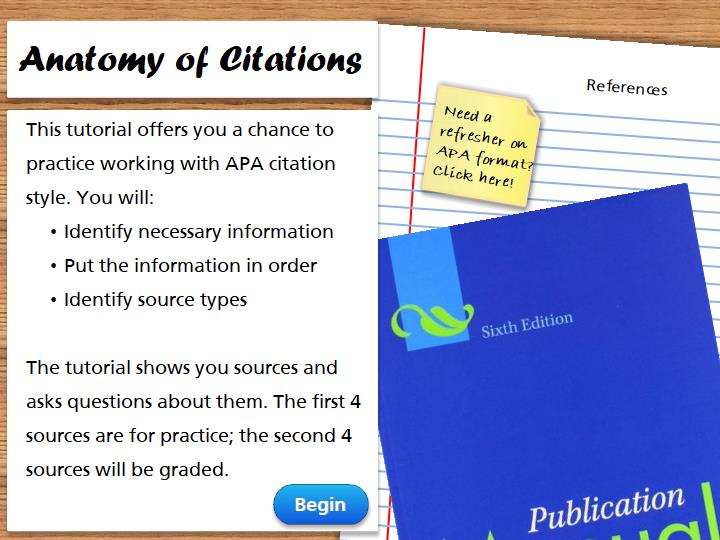 Anatomy of Citations
This tutorial offers you a chance to
practice working with APA citation
style. You will:
• Identify necessary information
• Put the information in order
• Identify source types
The tutorial shows you sources and
asks questions about them. The first 4
sources are for practice; the second 4
sources will be graded.
Begin
References
Need a
refresher on
APA format?
Click here!
Sixth Edition
Publication